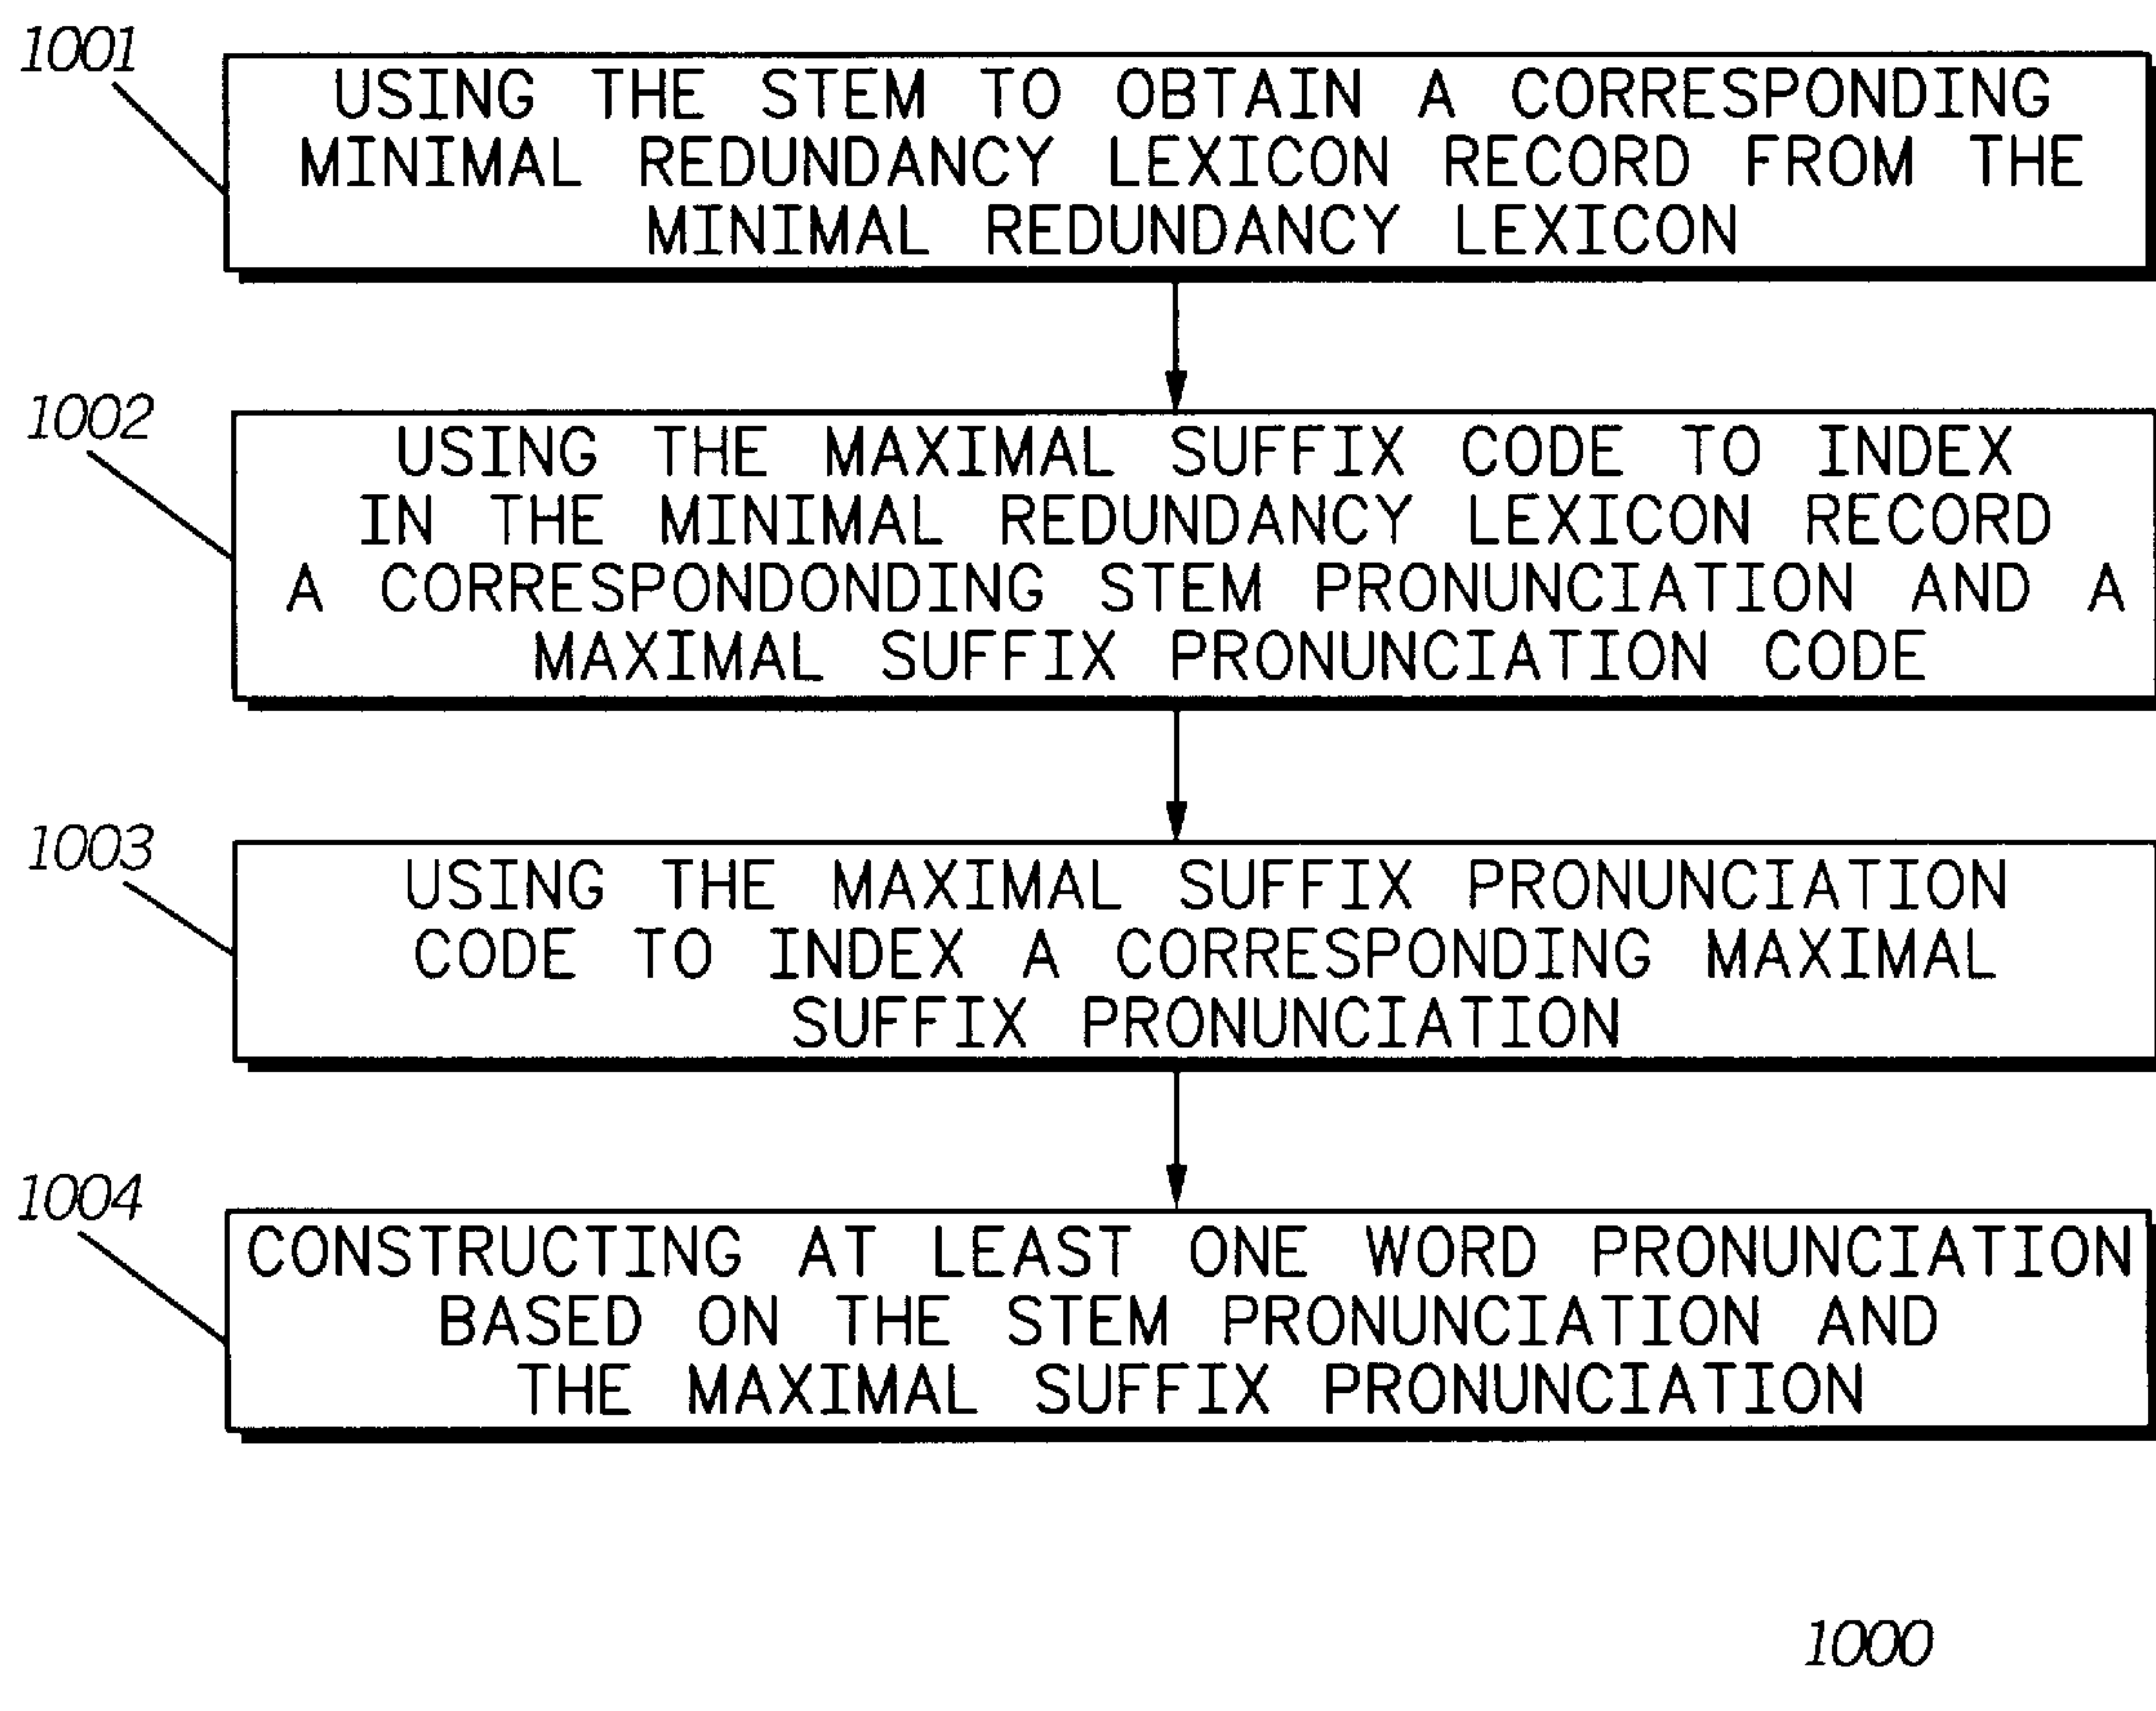 1001
USING THE STEM TO OBTAIN A CORRESPONDING
MINIMAL REDUNDANCY LEXICON RECORD FROM THE
MINIMAL REDUNDANCY LEXICON
1002
USING THE MAXIMAL SUFFIX CODE TO INDEX
IN THE MINIMAL REDUNDANCY LEXICON RECORD
A CORRESPONDONDING STEM PRONUNCIATION AND A
MAXIMAL SUFFIX PRONUNCIATION CODE
1003
USING THE MAXIMAL SUFFIX PRONUNCIATION
CODE TO INDEX A CORRESPONDING MAXIMAL
SUFFIX PRONUNCIATION
1004
CONSTRUCTING AT LEAST ONE WORD PRONUNCIATION
BASED ON THE STEM PRONUNCIATION AND
THE MAXIMAL SUFFIX PRONUNCIATION
1000